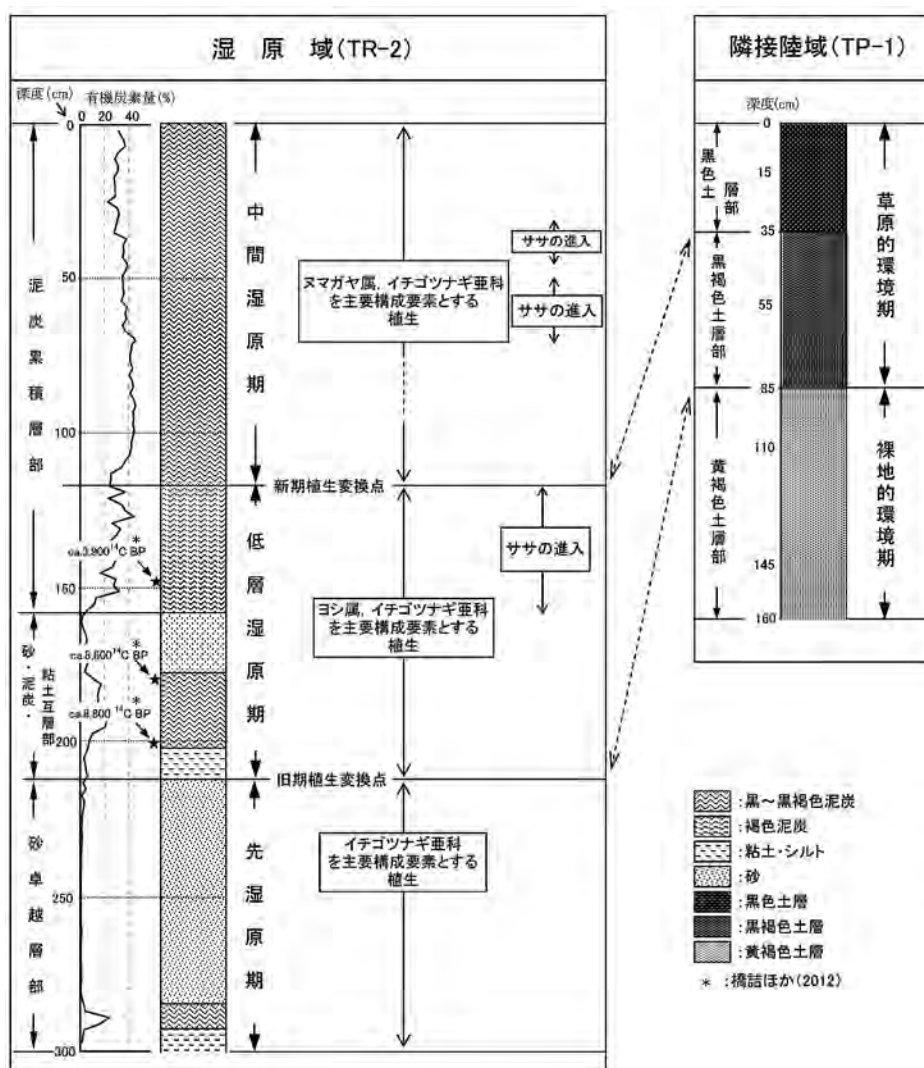 湿原域(TR-2)
深度(cm)
有機炭素量(%)
0 20 40
0
50
100
150
200
250
300
泥炭累積層部
砂・泥炭・
粘土互層部
砂卓越層部
ca.3,900 ¹⁴C BP
*
*
ca.8,800 ¹⁴C BP
*
中間湿原期
低層湿原期
先湿原期
ヌマガヤ属、イチゴツナギ亜科
を主要構成要素とする
植生
ササの進入
ササの進入
新期植生変換点
ササの進入
ヨシ属、イチゴツナギ亜科
を主要構成要素とする
植生
旧期植生変換点
イチゴツナギ亜科
を主要構成要素とする
植生
隣接陸域(TP-1)
深度(cm)
0
15
35
55
85
110
145
160
黒色土
層部
黒褐色土層部
黄褐色土層部
草原的環境期
裸地的環境期
:黒~黒褐色泥炭
:褐色泥炭
:粘土・シルト
:砂
:黒色土層
:黒褐色土層
:黄褐色土層
* :橋詰ほか(2012)